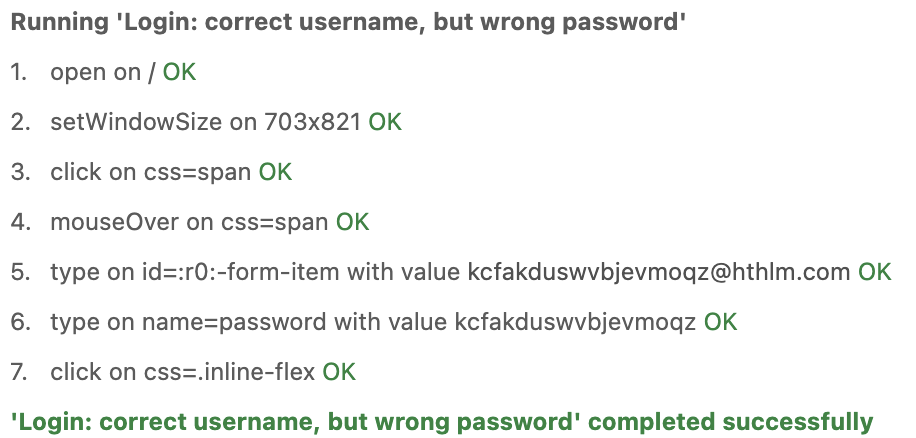 Running 'Login: correct username, but wrong password'
1. open on / OK
2. setWindowSize on 703x821 OK
3. click on css=span OK
4. mouseOver on css=span OK
5. type on id=:r0:-form-item with value kcfakduswvbjevmoqz@hthlm.com OK
6. type on name=password with value kcfakduswvbjevmoqz OK
7. click on css=.inline-flex OK
'Login: correct username, but wrong password' completed successfully